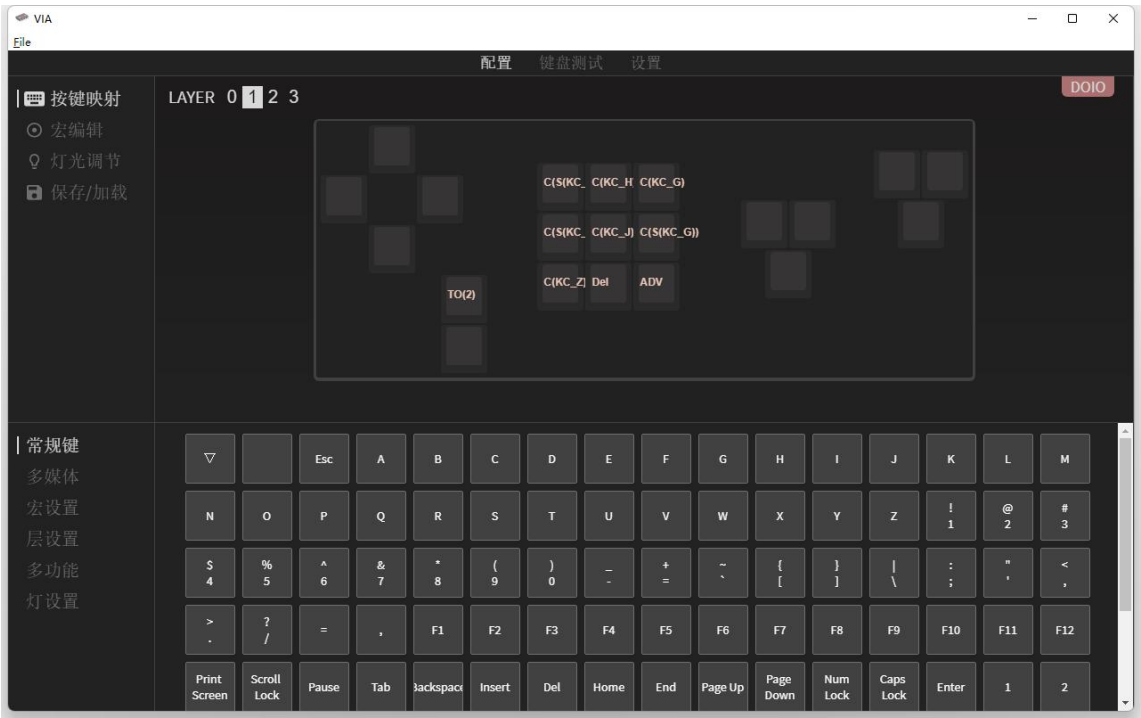 VIA
File
配置 键盘测试 设置
按键映射 LAYER 0 1 2 3 DOIO
宏编辑
灯光调节
保存/加载
C(S(KC_ C(KC_H) C(KC_G)
C(S(KC_ C(KC_J) C(S(KC_G))
C(KC_Z) Del ADV
TO(2)
常规键
多媒体
宏设置
层设置
多功能
灯设置
▽ Esc A B C D E F G H I J K L M
N O P Q R S T U V W X Y Z ! 1 @ 2 # 3
$ 4 % 5 ^ 6 & 7 * 8 ( 9 ) 0 _ - + = ~ ` { [ } ] | \ : ; " ' < ,
> . ? / = , F1 F2 F3 F4 F5 F6 F7 F8 F9 F10 F11 F12
Print Screen Scroll Lock Pause Tab Backspace Insert Del Home End Page Up Page Down Num Lock Caps Lock Enter 1 2